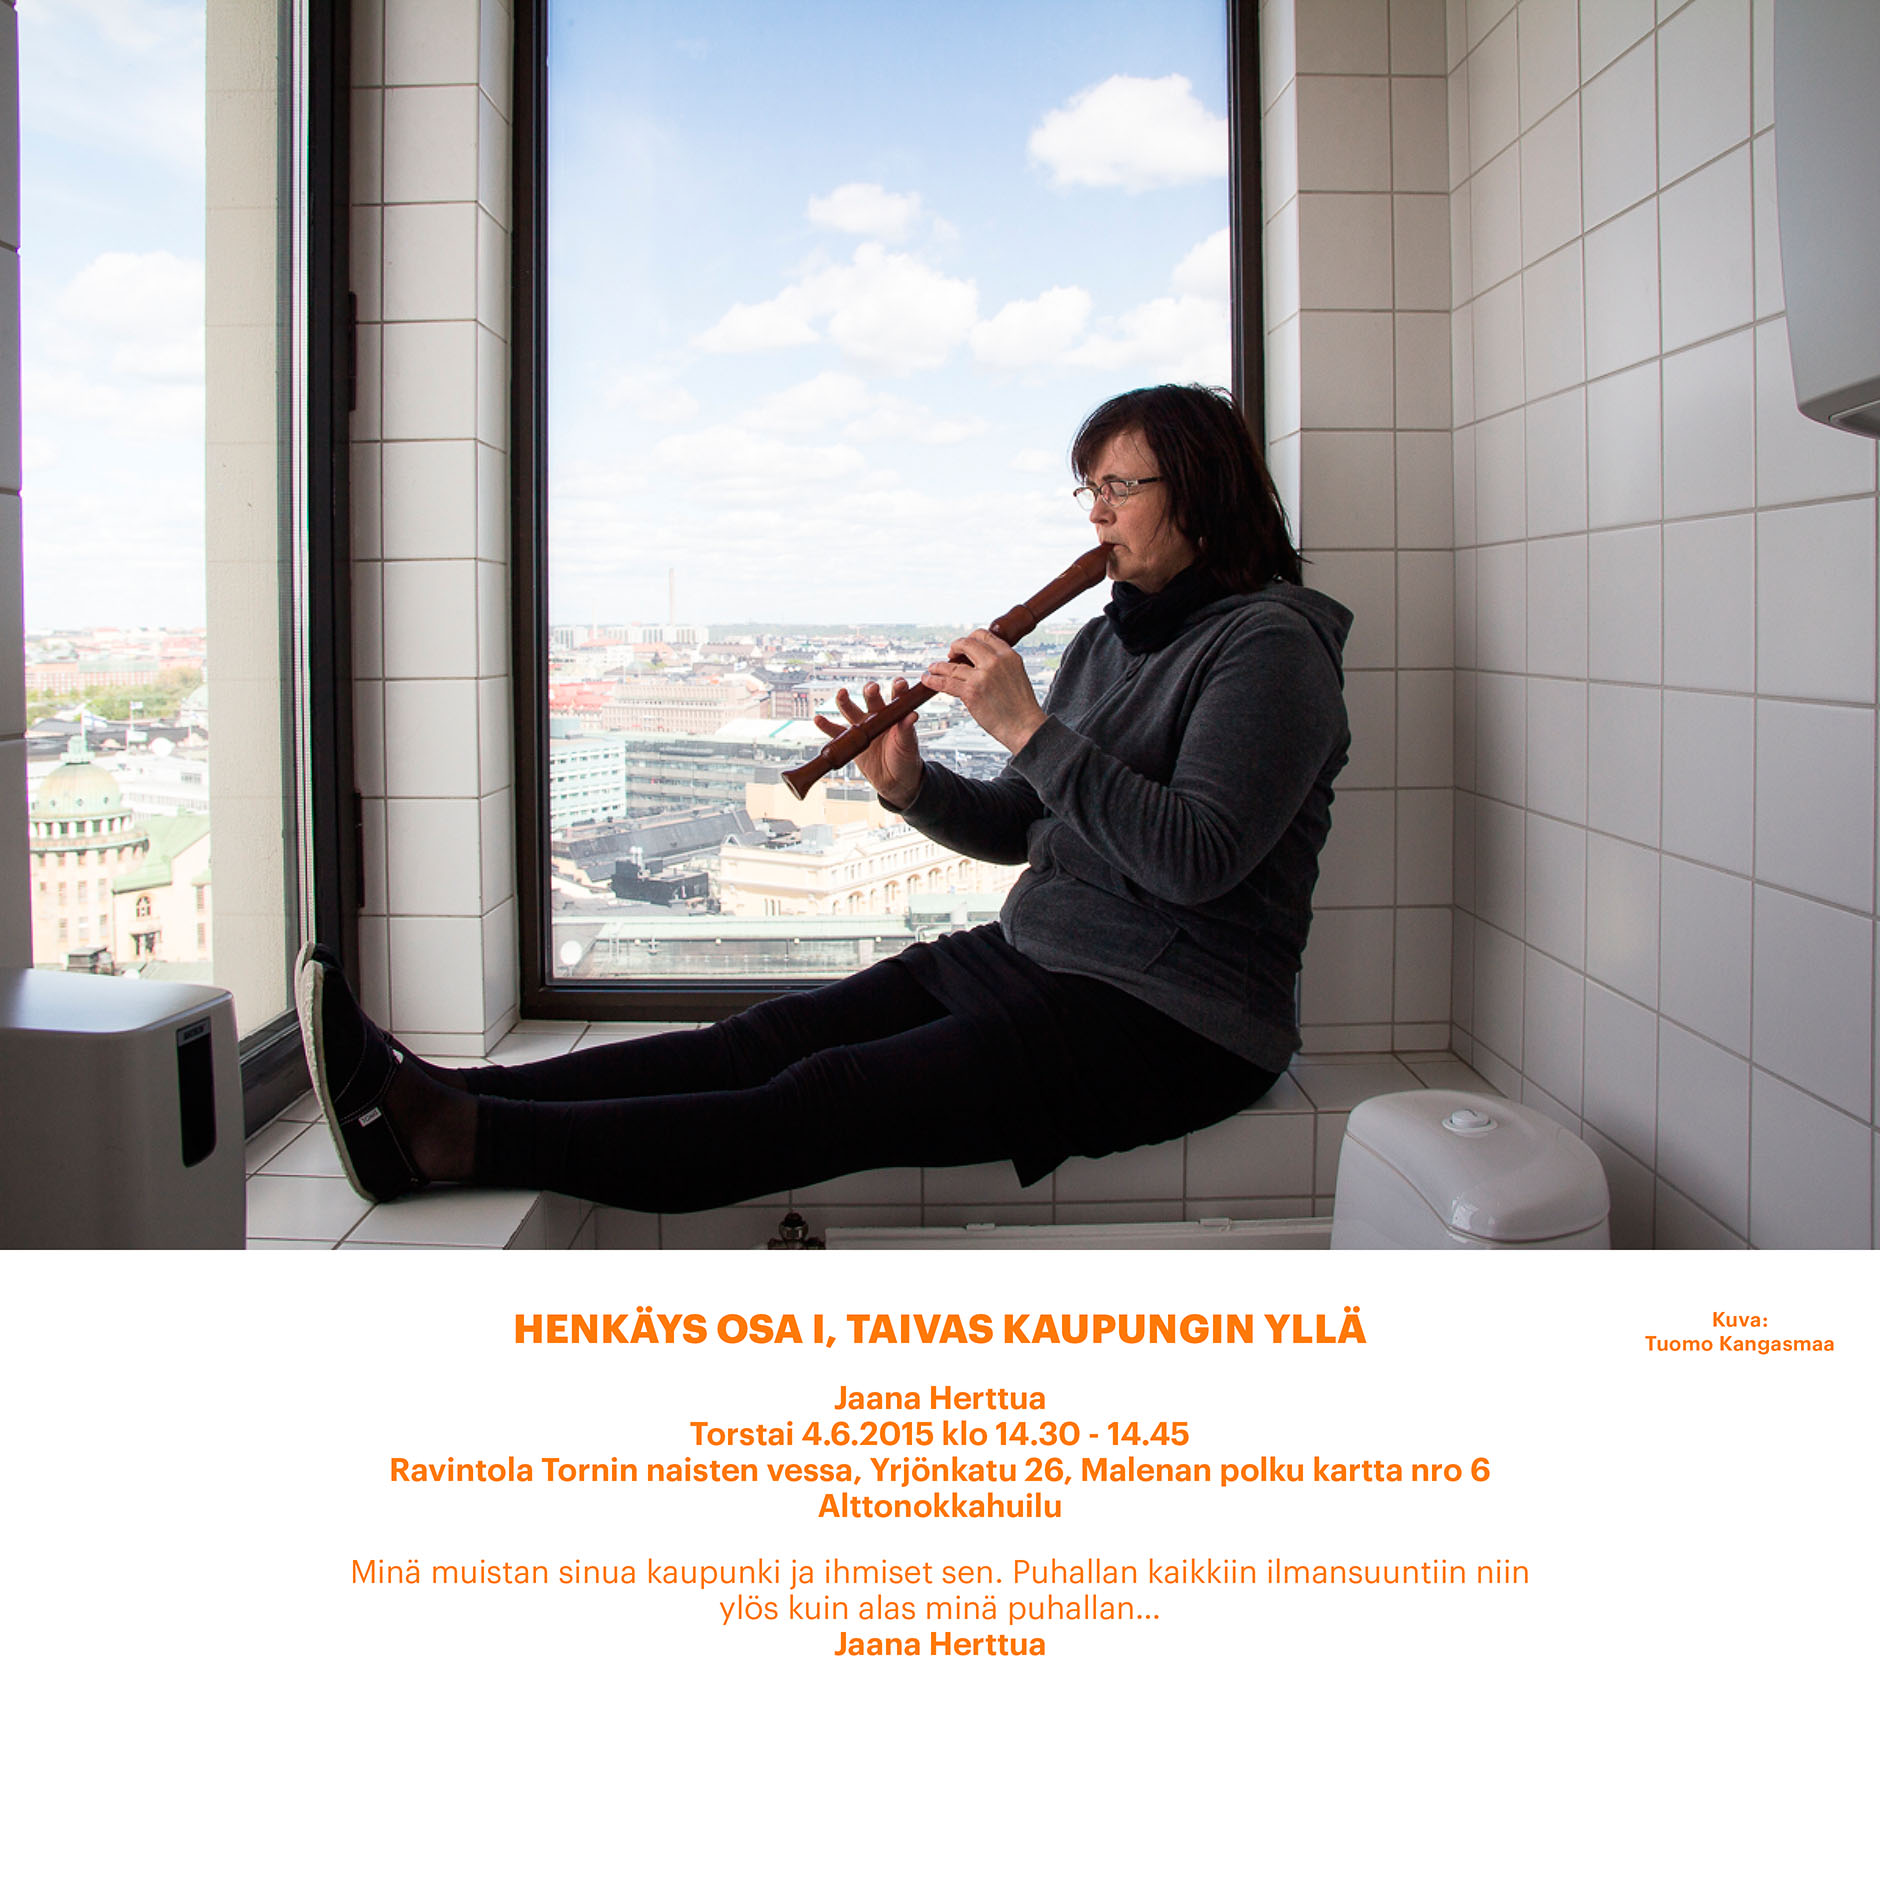 HENKÄYS OSA I, TAIVAS KAUPUNGIN YLLÄ
Kuva:
Tuomo Kangasmaa
Jaana Herttua
Torstai 4.6.2015 klo 14.30 - 14.45
Ravintola Tornin naisten vessa, Yrjönkatu 26, Malenan polku kartta nro 6
Alttonokkahuilu
Minä muistan sinua kaupunki ja ihmiset sen. Puhallan kaikkiin ilmansuuntiin niin
ylös kuin alas minä puhallan...
Jaana Herttua